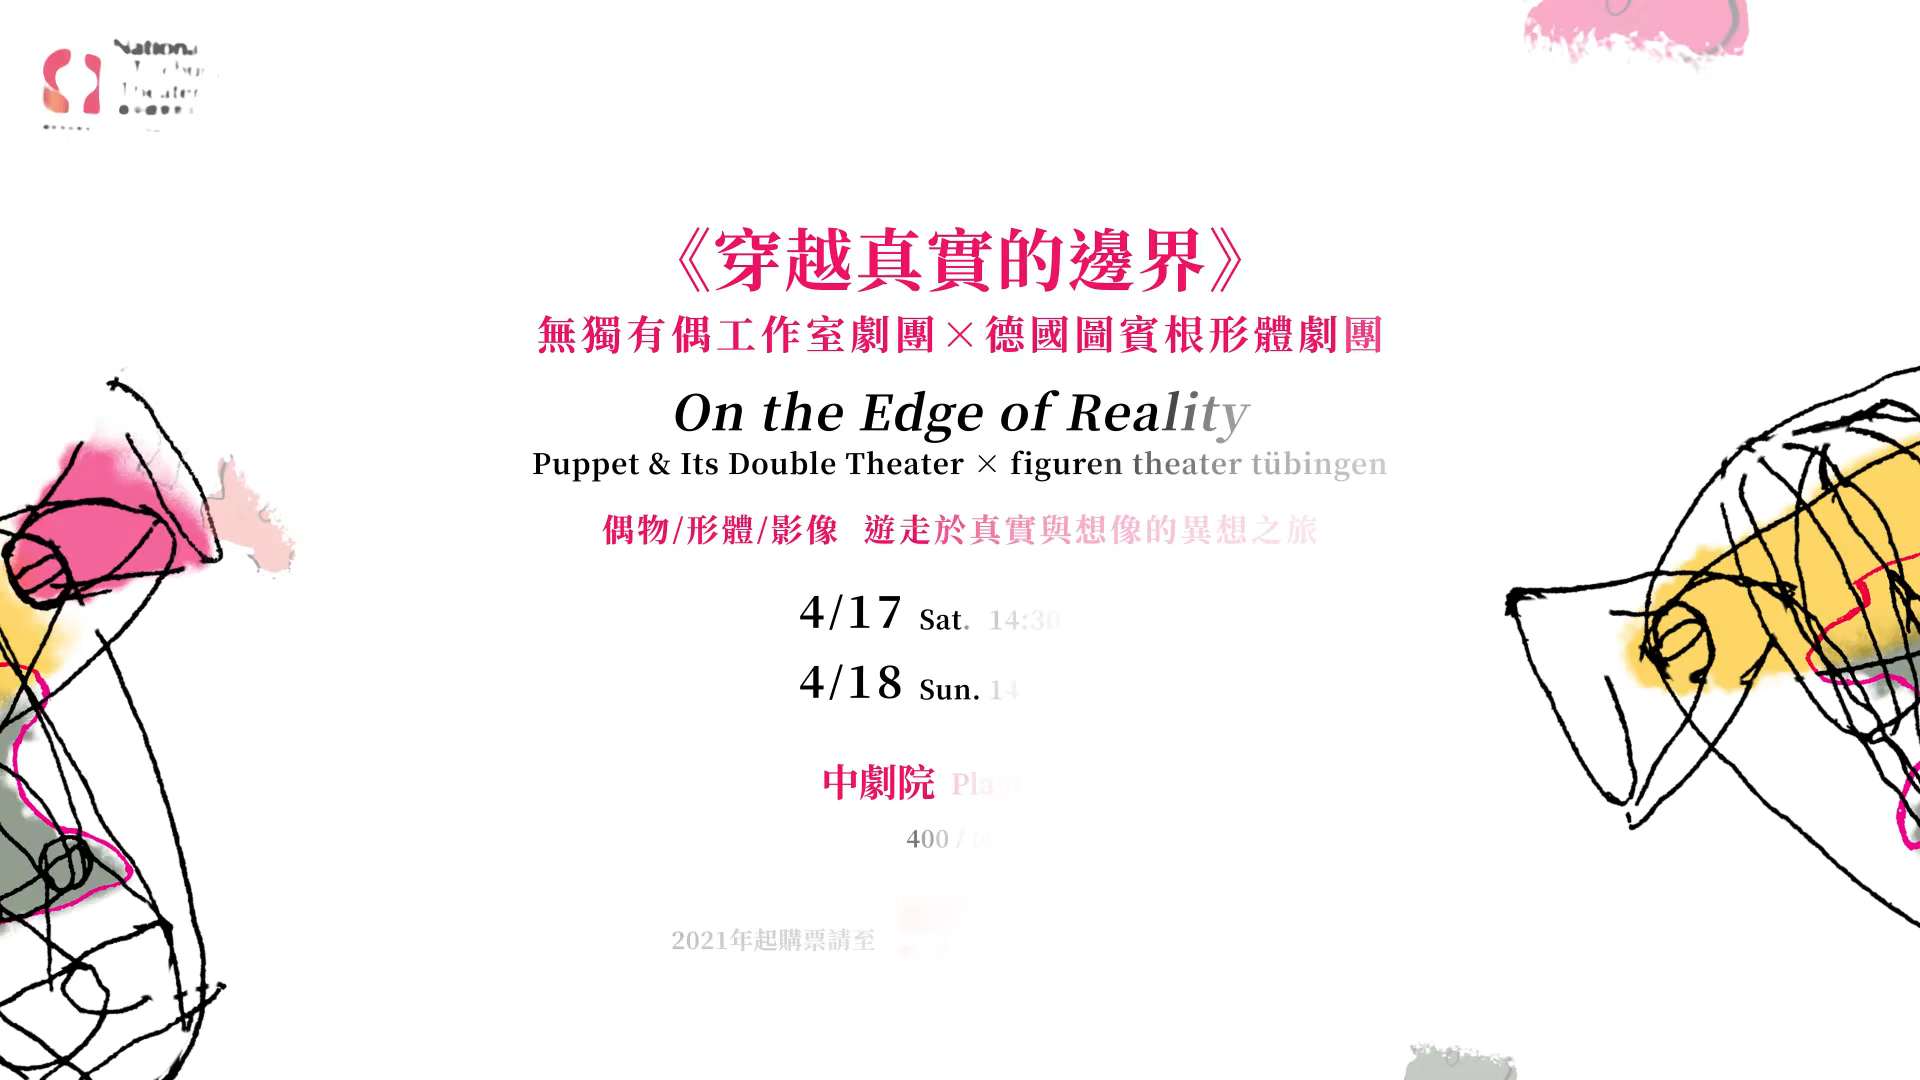 《穿越真實的邊界》
無獨有偶工作室劇團×德國圖賓根形體劇團
On the Edge of Reality
Puppet & Its Double Theater × figuren theater tübingen
偶物/形體/影像 遊走於真實與想像的異想之旅
4/17 Sat. 14:30
4/18 Sun. 14
中劇院
400 /
2021年起購票請至